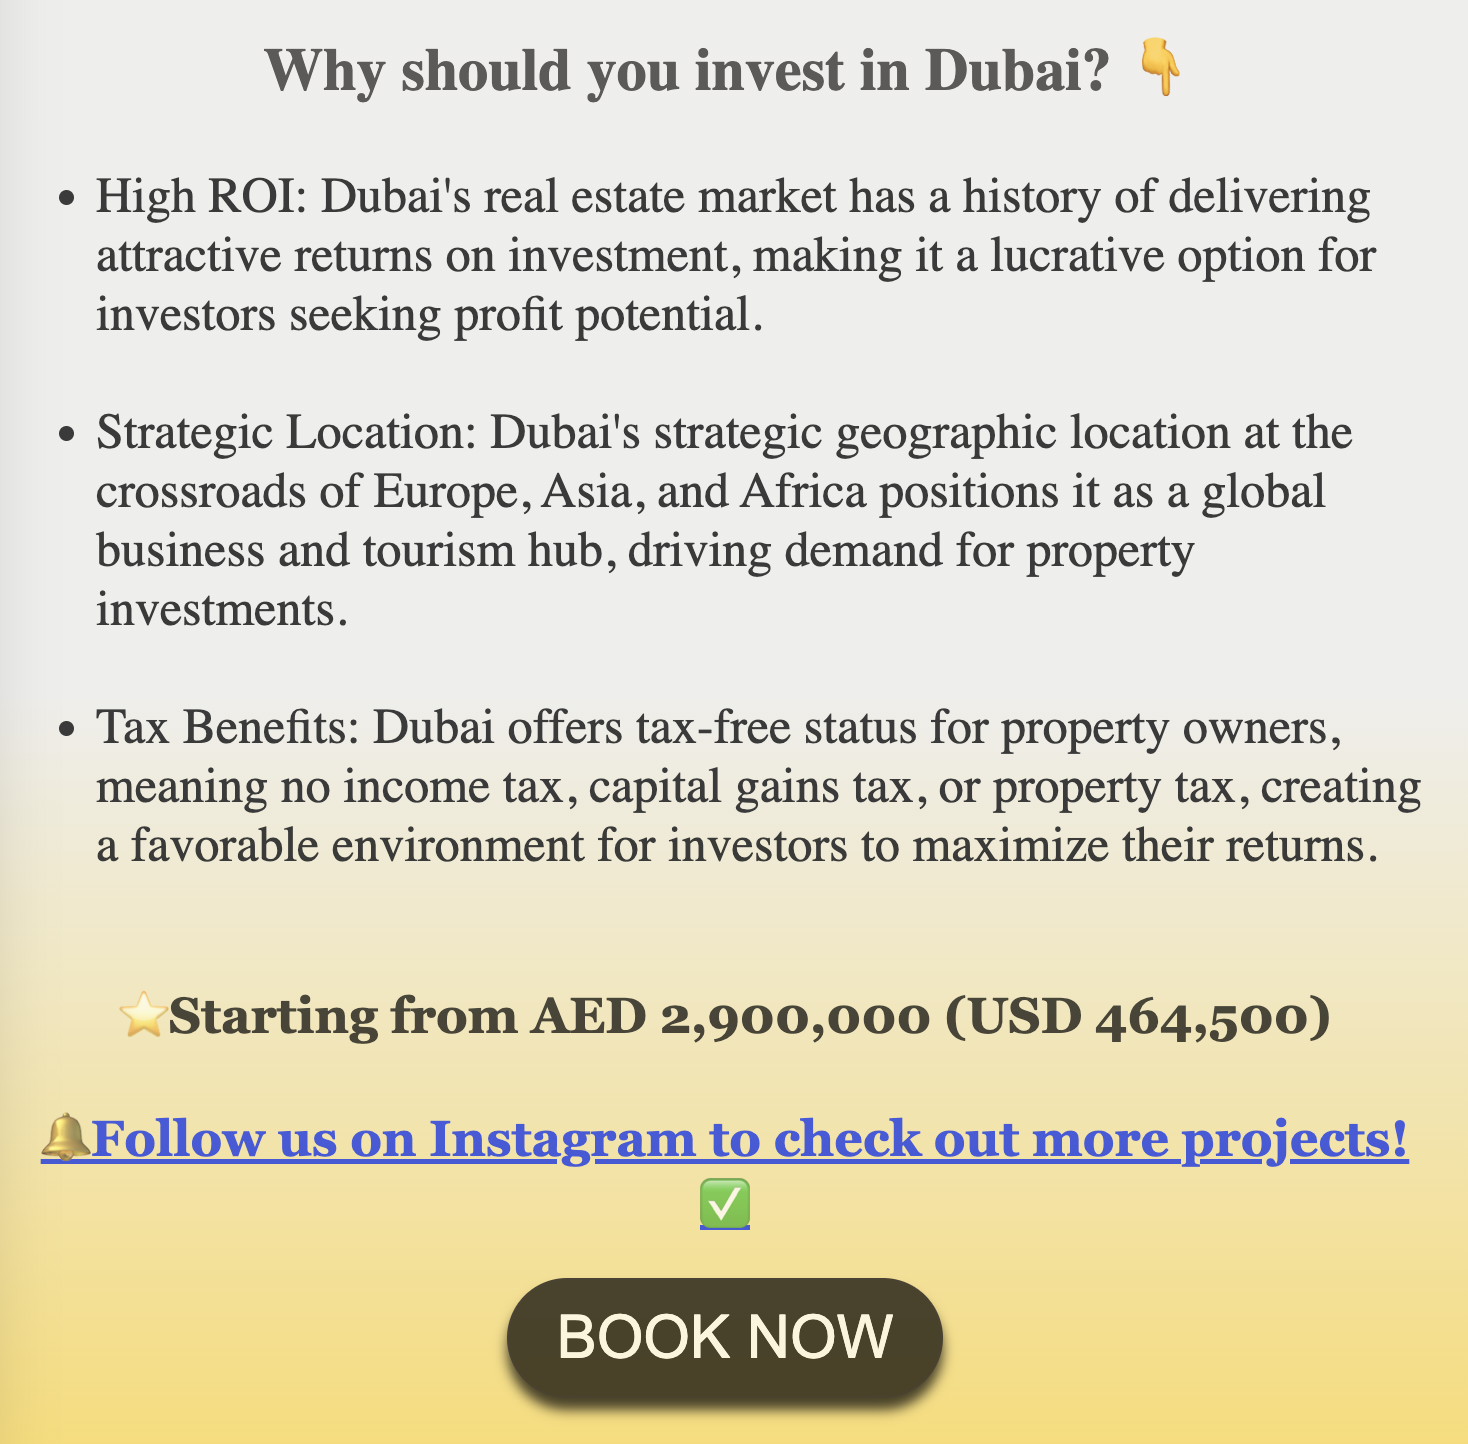 Why should you invest in Dubai? 👇
• High ROI: Dubai's real estate market has a history of delivering
attractive returns on investment, making it a lucrative option for
investors seeking profit potential.
• Strategic Location: Dubai's strategic geographic location at the
crossroads of Europe, Asia, and Africa positions it as a global
business and tourism hub, driving demand for property
investments.
• Tax Benefits: Dubai offers tax-free status for property owners,
meaning no income tax, capital gains tax, or property tax, creating
a favorable environment for investors to maximize their returns.
⭐Starting from AED 2,900,000 (USD 464,500)
🔔Follow us on Instagram to check out more projects!
✅
BOOK NOW